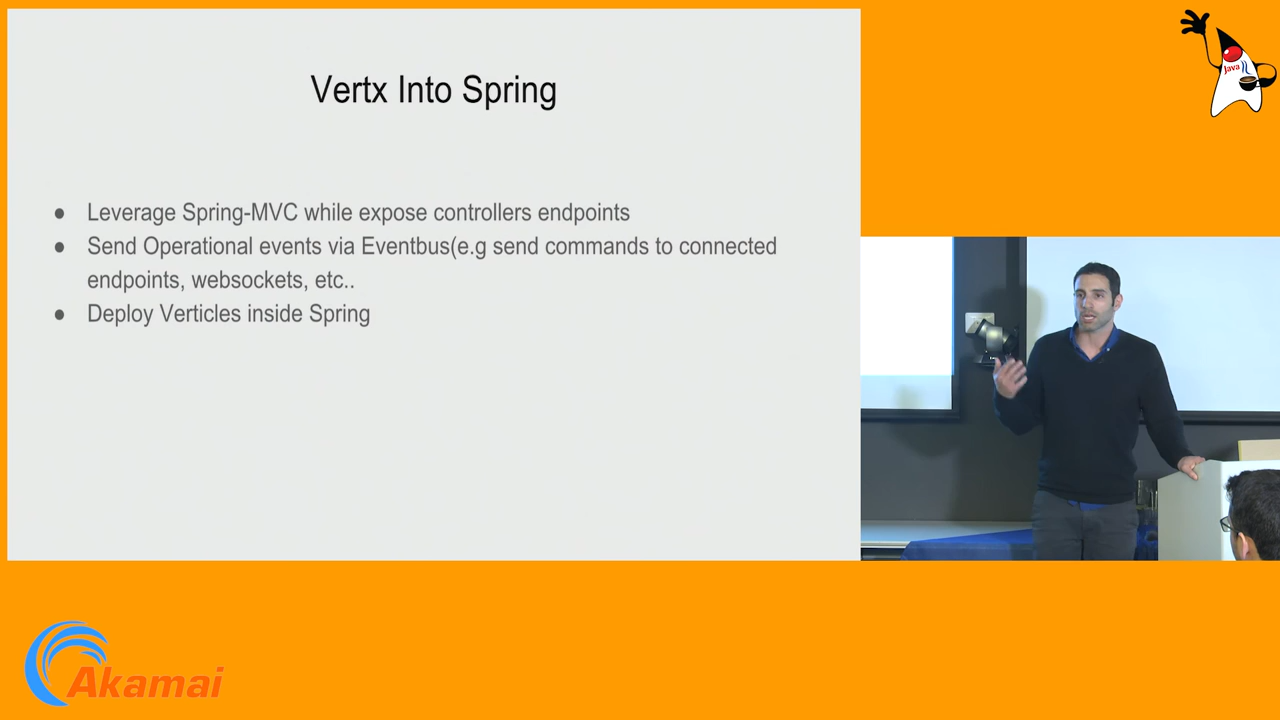 Vertx Into Spring
● Leverage Spring-MVC while expose controllers endpoints
● Send Operational events via Eventbus(e.g send commands to connected
endpoints, websockets, etc..
● Deploy Verticles inside Spring
Java
Akamai